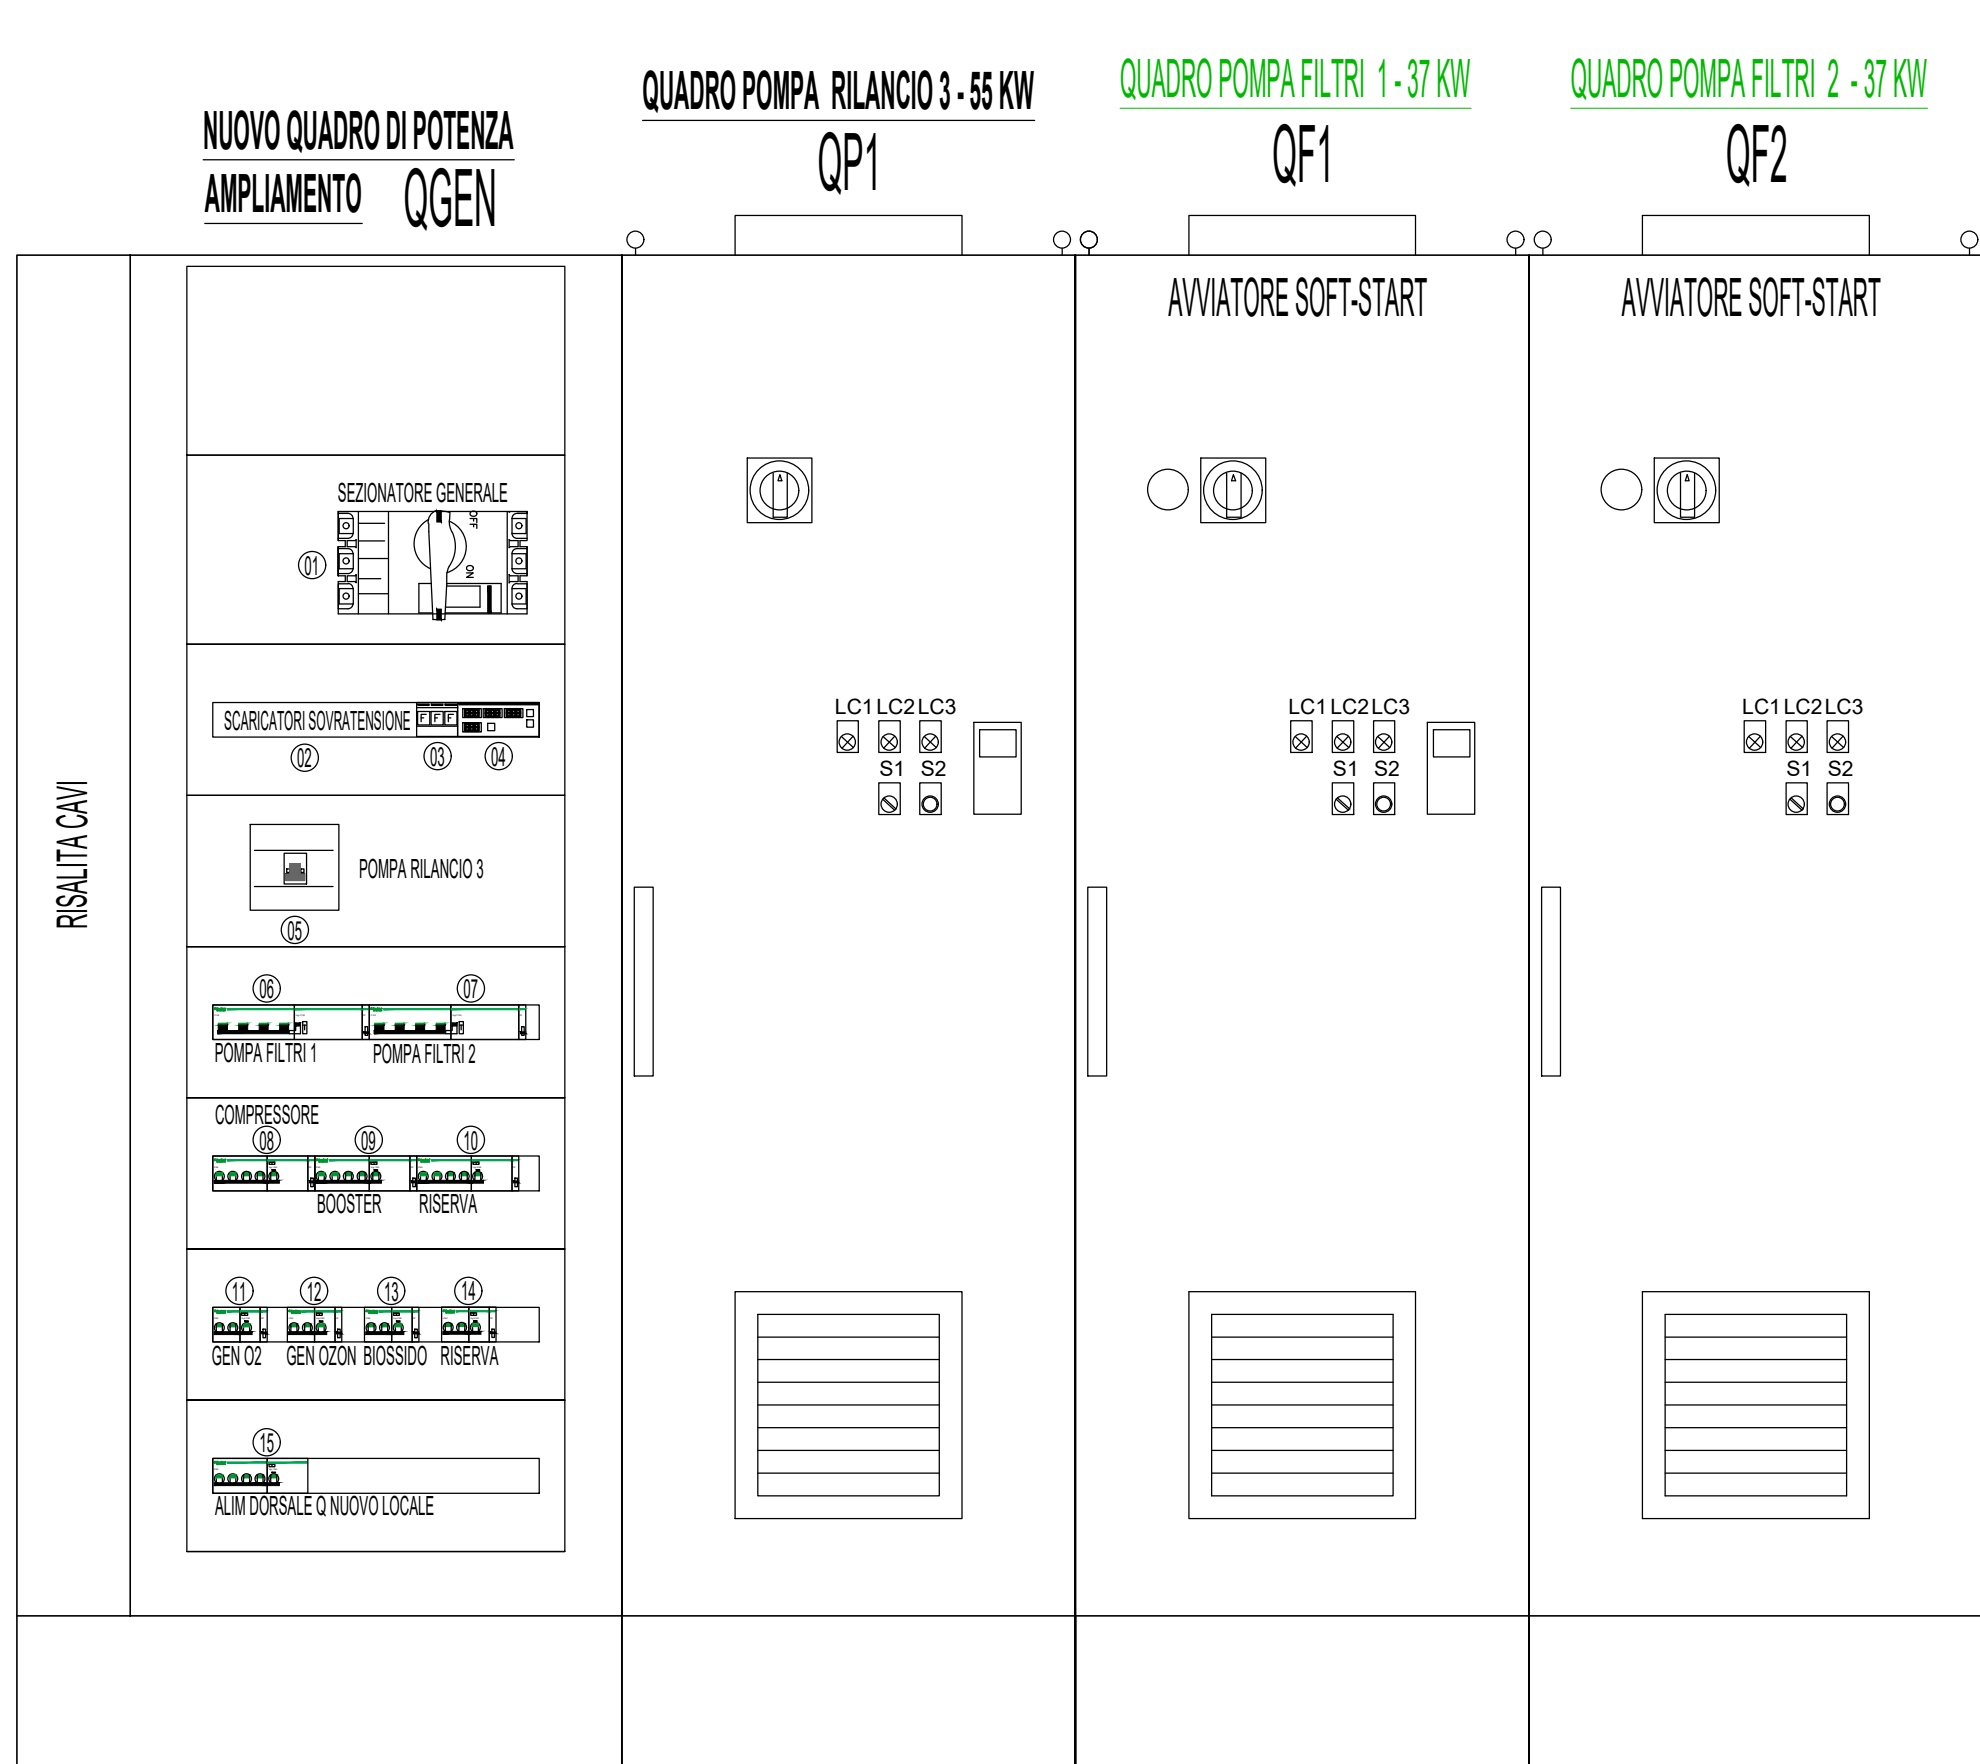 NUOVO QUADRO DI POTENZA
AMPLIAMENTO QGEN
QUADRO POMPA RILANCIO 3 - 55 KW
QP1
QUADRO POMPA FILTRI 1 - 37 KW
QF1
QUADRO POMPA FILTRI 2 - 37 KW
QF2
RISALITA CAVI
SEZIONATORE GENERALE
OFF
ON
01
SCARICATORI SOVRATENSIONE
F F F
02 03 04
POMPA RILANCIO 3
05
06 07
POMPA FILTRI 1 POMPA FILTRI 2
COMPRESSORE
08 09 10
BOOSTER RISERVA
11 12 13 14
GEN O2 GEN OZON BIOSSIDO RISERVA
15
ALIM DORSALE Q NUOVO LOCALE
LC1 LC2 LC3
S1 S2
AVVIATORE SOFT-START
LC1 LC2 LC3
S1 S2
AVVIATORE SOFT-START
LC1 LC2 LC3
S1 S2